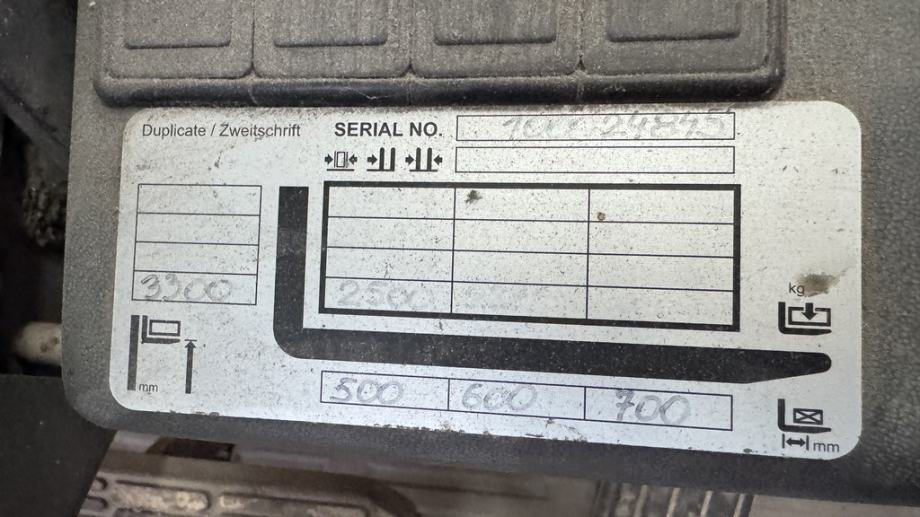 Duplicate / Zweitschrift
SERIAL NO.
3300
2500
kg
mm
500 600 700
mm